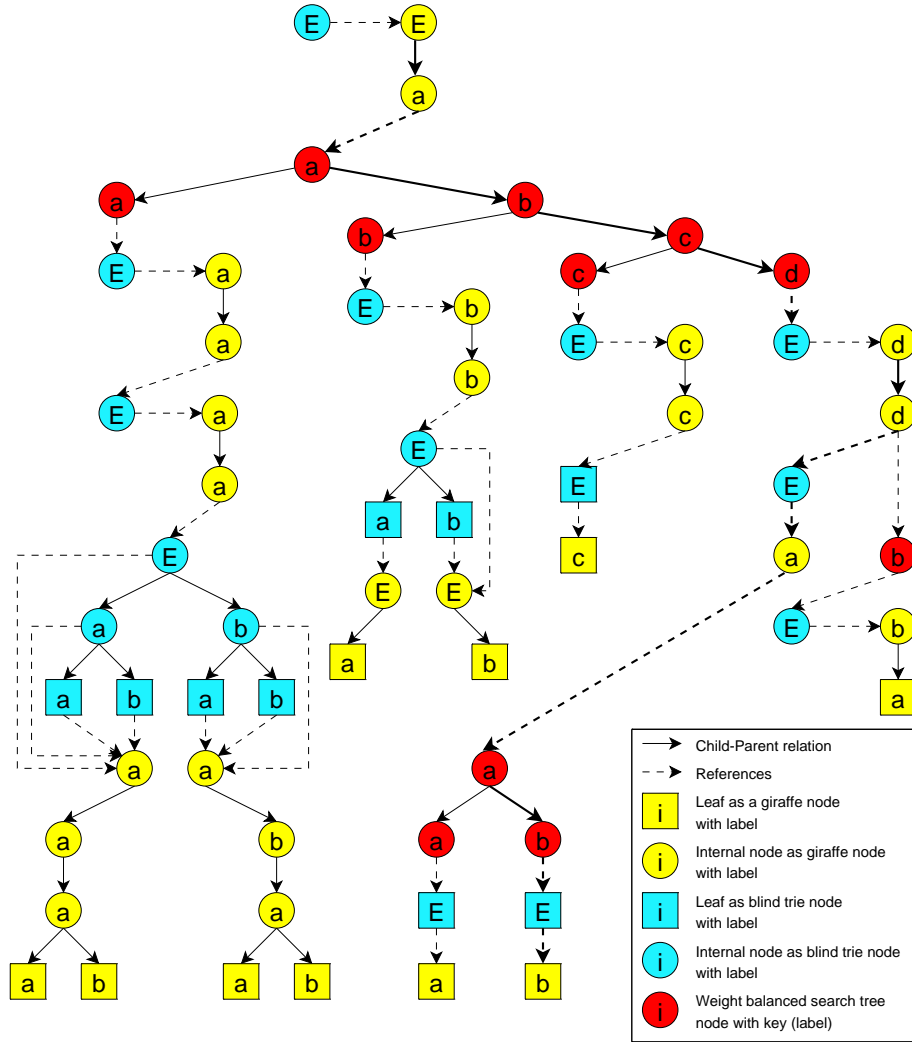 E E
a
a
a b
b c
E a c d
E b
a E c E d
b
E a c d
E
a E E
a b c
E a b
E E
a b E b
a b
a b a b a
a a a
a b a b
E E
a a
a b a b a b
Child-Parent relation
References
i Leaf as a giraffe node
with label
i Internal node as giraffe node
with label
i Leaf as blind trie node
with label
i Internal node as blind trie node
with label
i Weight balanced search tree
node with key (label)